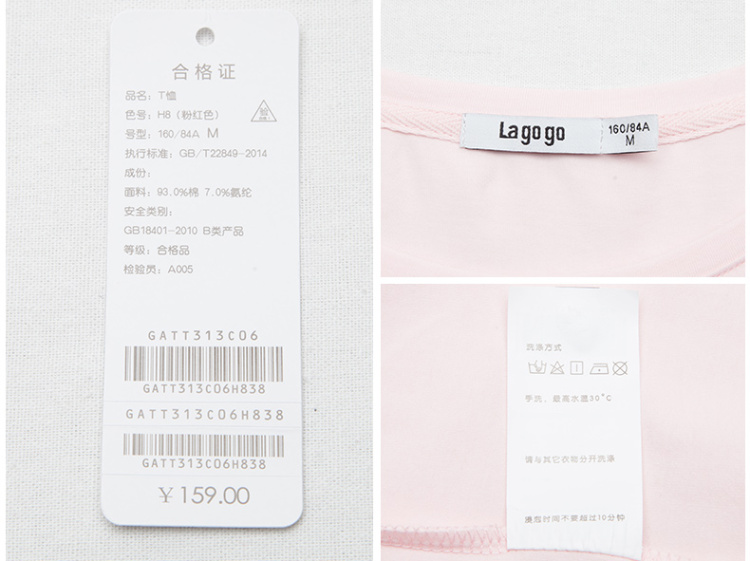 合格证
品名：T恤
色号：H8（粉红色）
号型：160/84A M
执行标准：GB/T22849-2014
成份：
面料：93.0%棉 7.0%氨纶
安全类别：
GB18401-2010 B类产品
等级：合格品
检验员：A005
GATT313C06
GATT313C06H838
GATT313C06H838
GATT313C06H838
￥159.00
Lagogo
160/84A
M
洗涤方式
手洗，最高水温30°C
请与其它衣物分开洗涤
浸泡时间不要超过10分钟